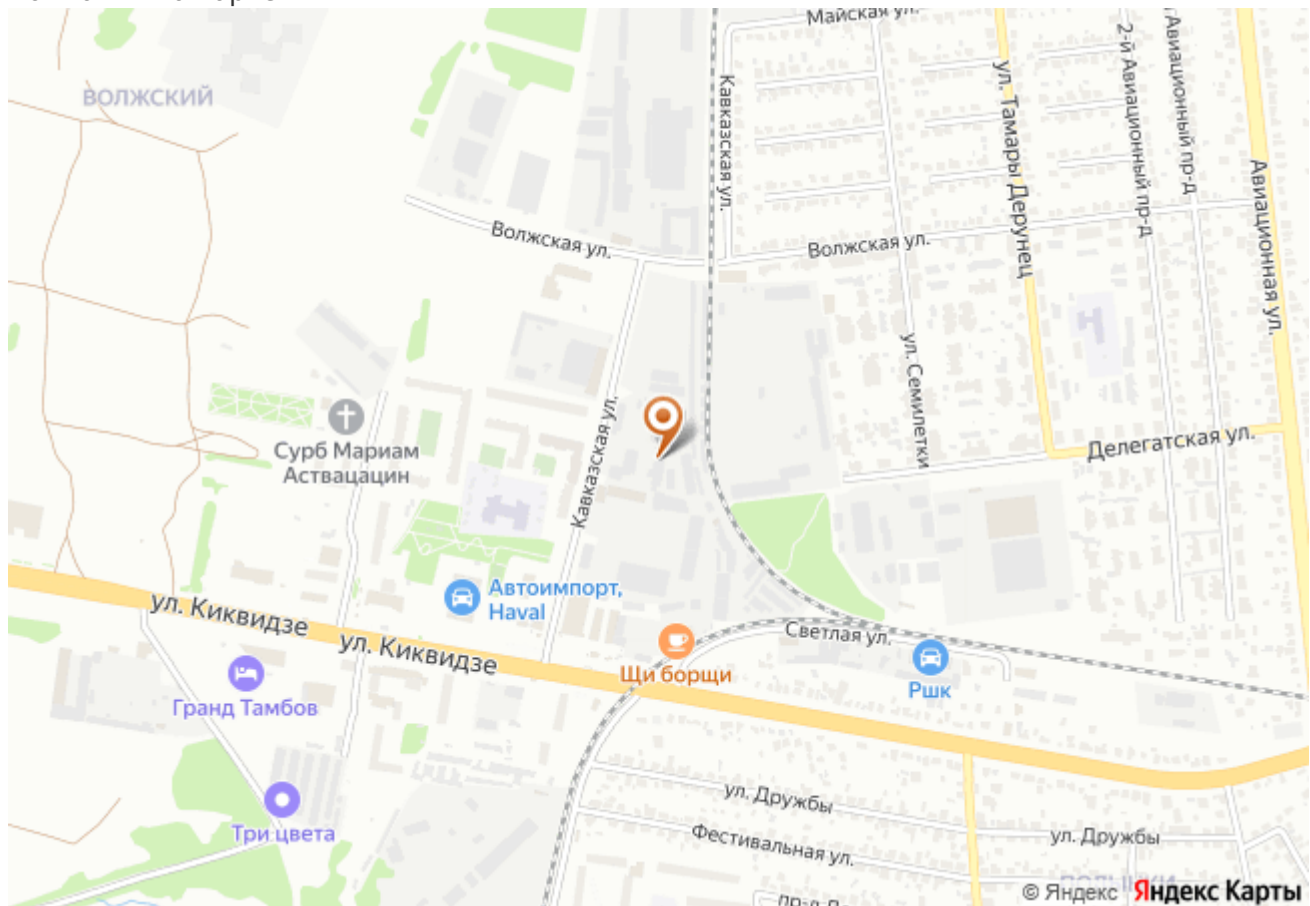 Майская ул.
ВОЛЖСКИЙ
Кавказская ул.
ул. Тамары Дерунец
2-й Авиационный пр-д
Авиационный пр-д
Авиационная ул.
Волжская ул.
Волжская ул.
ул. Семилетки
Делегатская ул.
Сурб Мариам
Аствацацин
Кавказская ул.
Автоимпорт,
Haval
ул. Киквидзе
ул. Киквидзе
Щи борщи
Светлая ул.
Ршк
Гранд Тамбов
Три цвета
ул. Дружбы
ул. Дружбы
Фестивальная ул.
© Яндекс Яндекс Карты